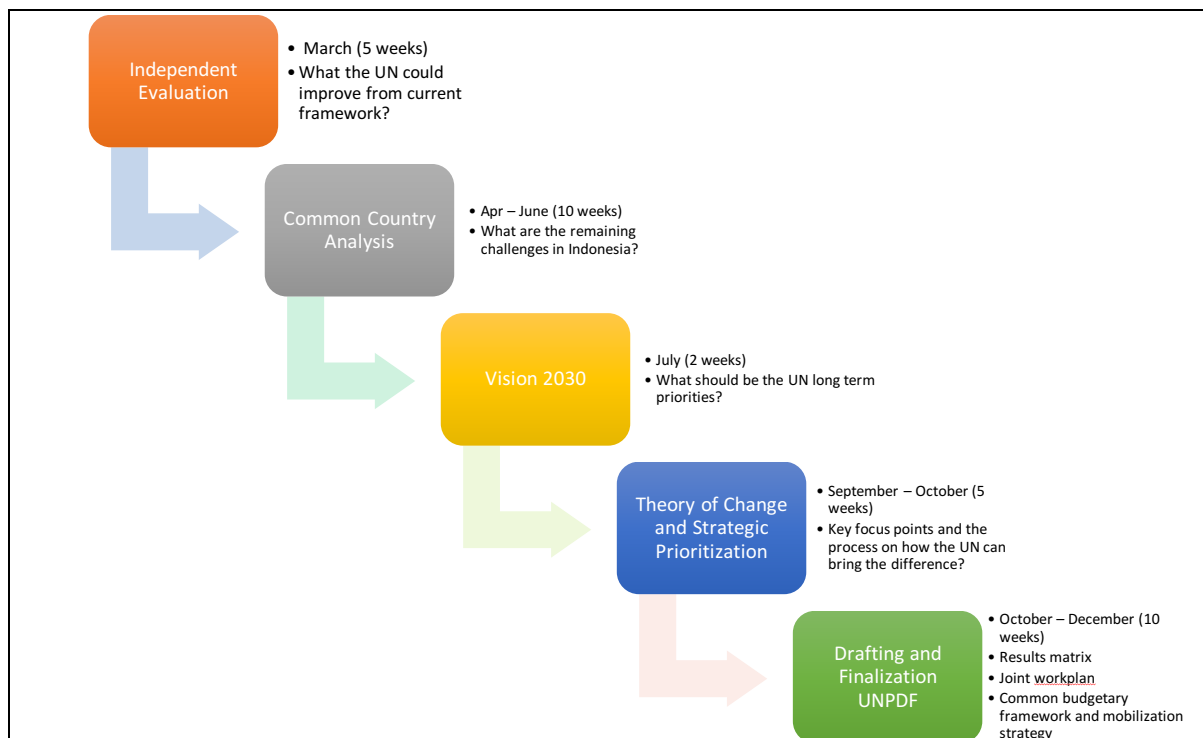 Independent
Evaluation
• March (5 weeks)
• What the UN could
improve from current
framework?
Common Country
Analysis
• Apr – June (10 weeks)
• What are the remaining
challenges in Indonesia?
Vision 2030
• July (2 weeks)
• What should be the UN long term
priorities?
Theory of Change
and Strategic
Prioritization
• September – October (5
weeks)
• Key focus points and the
process on how the UN can
bring the difference?
Drafting and
Finalization
UNPDF
• October – December (10
weeks)
• Results matrix
• Joint workplan
• Common budgetary
framework and mobilization
strategy